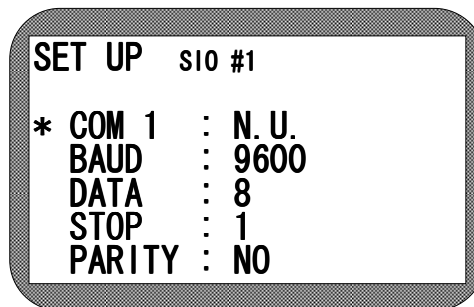 SET UP SIO #1
* COM 1 : N. U.
BAUD : 9600
DATA : 8
STOP : 1
PARITY : NO